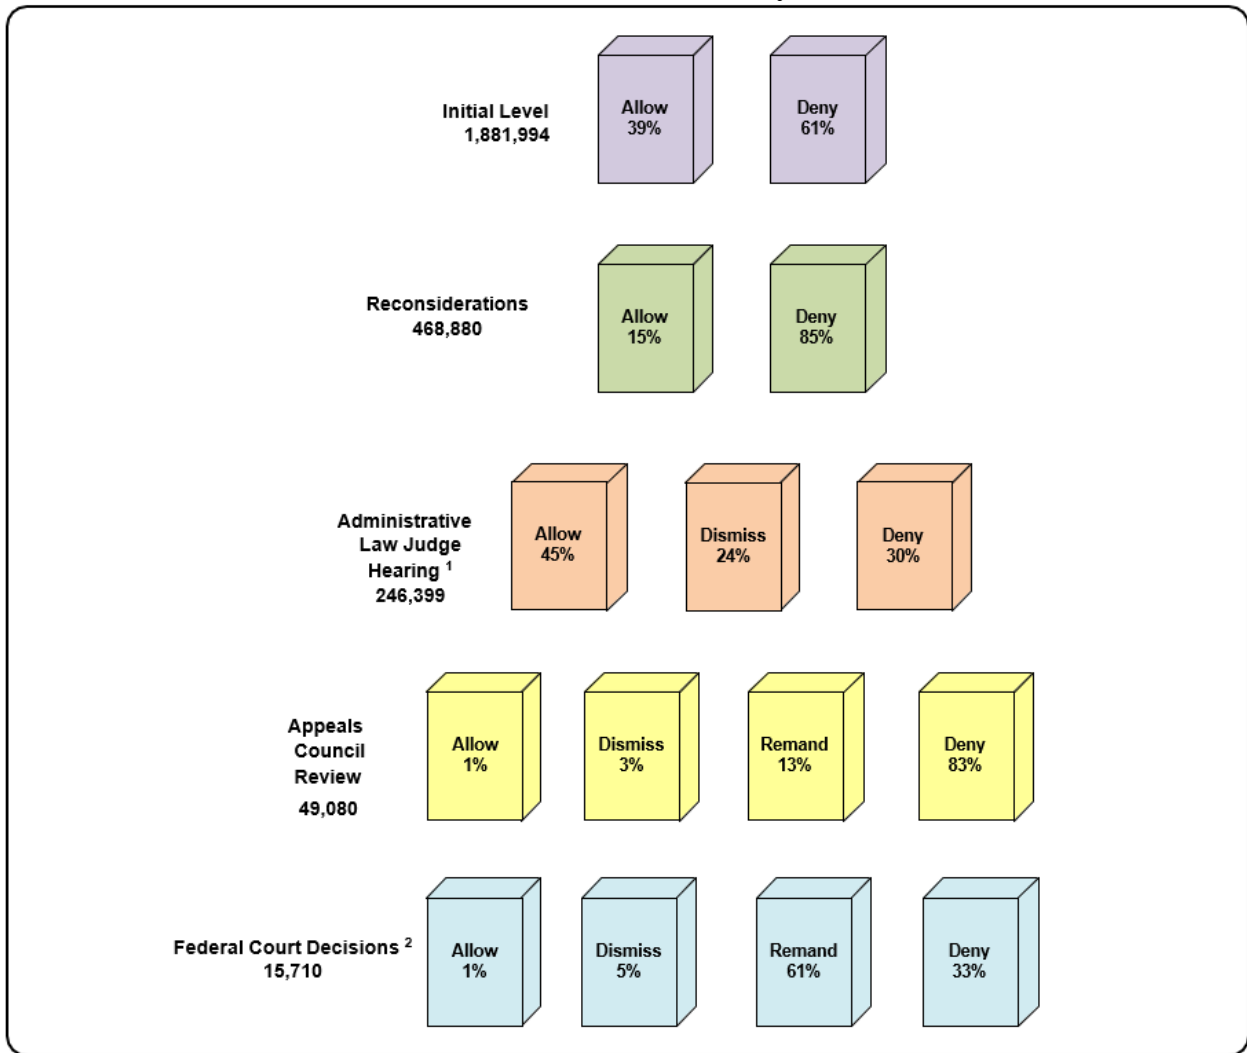 Initial Level
1,881,994
Allow
39%
Deny
61%
Reconsiderations
468,880
Allow
15%
Deny
85%
Administrative
Law Judge
Hearing 1
246,399
Allow
45%
Dismiss
24%
Deny
30%
Appeals
Council
Review
49,080
Allow
1%
Dismiss
3%
Remand
13%
Deny
83%
Federal Court Decisions 2
15,710
Allow
1%
Dismiss
5%
Remand
61%
Deny
33%